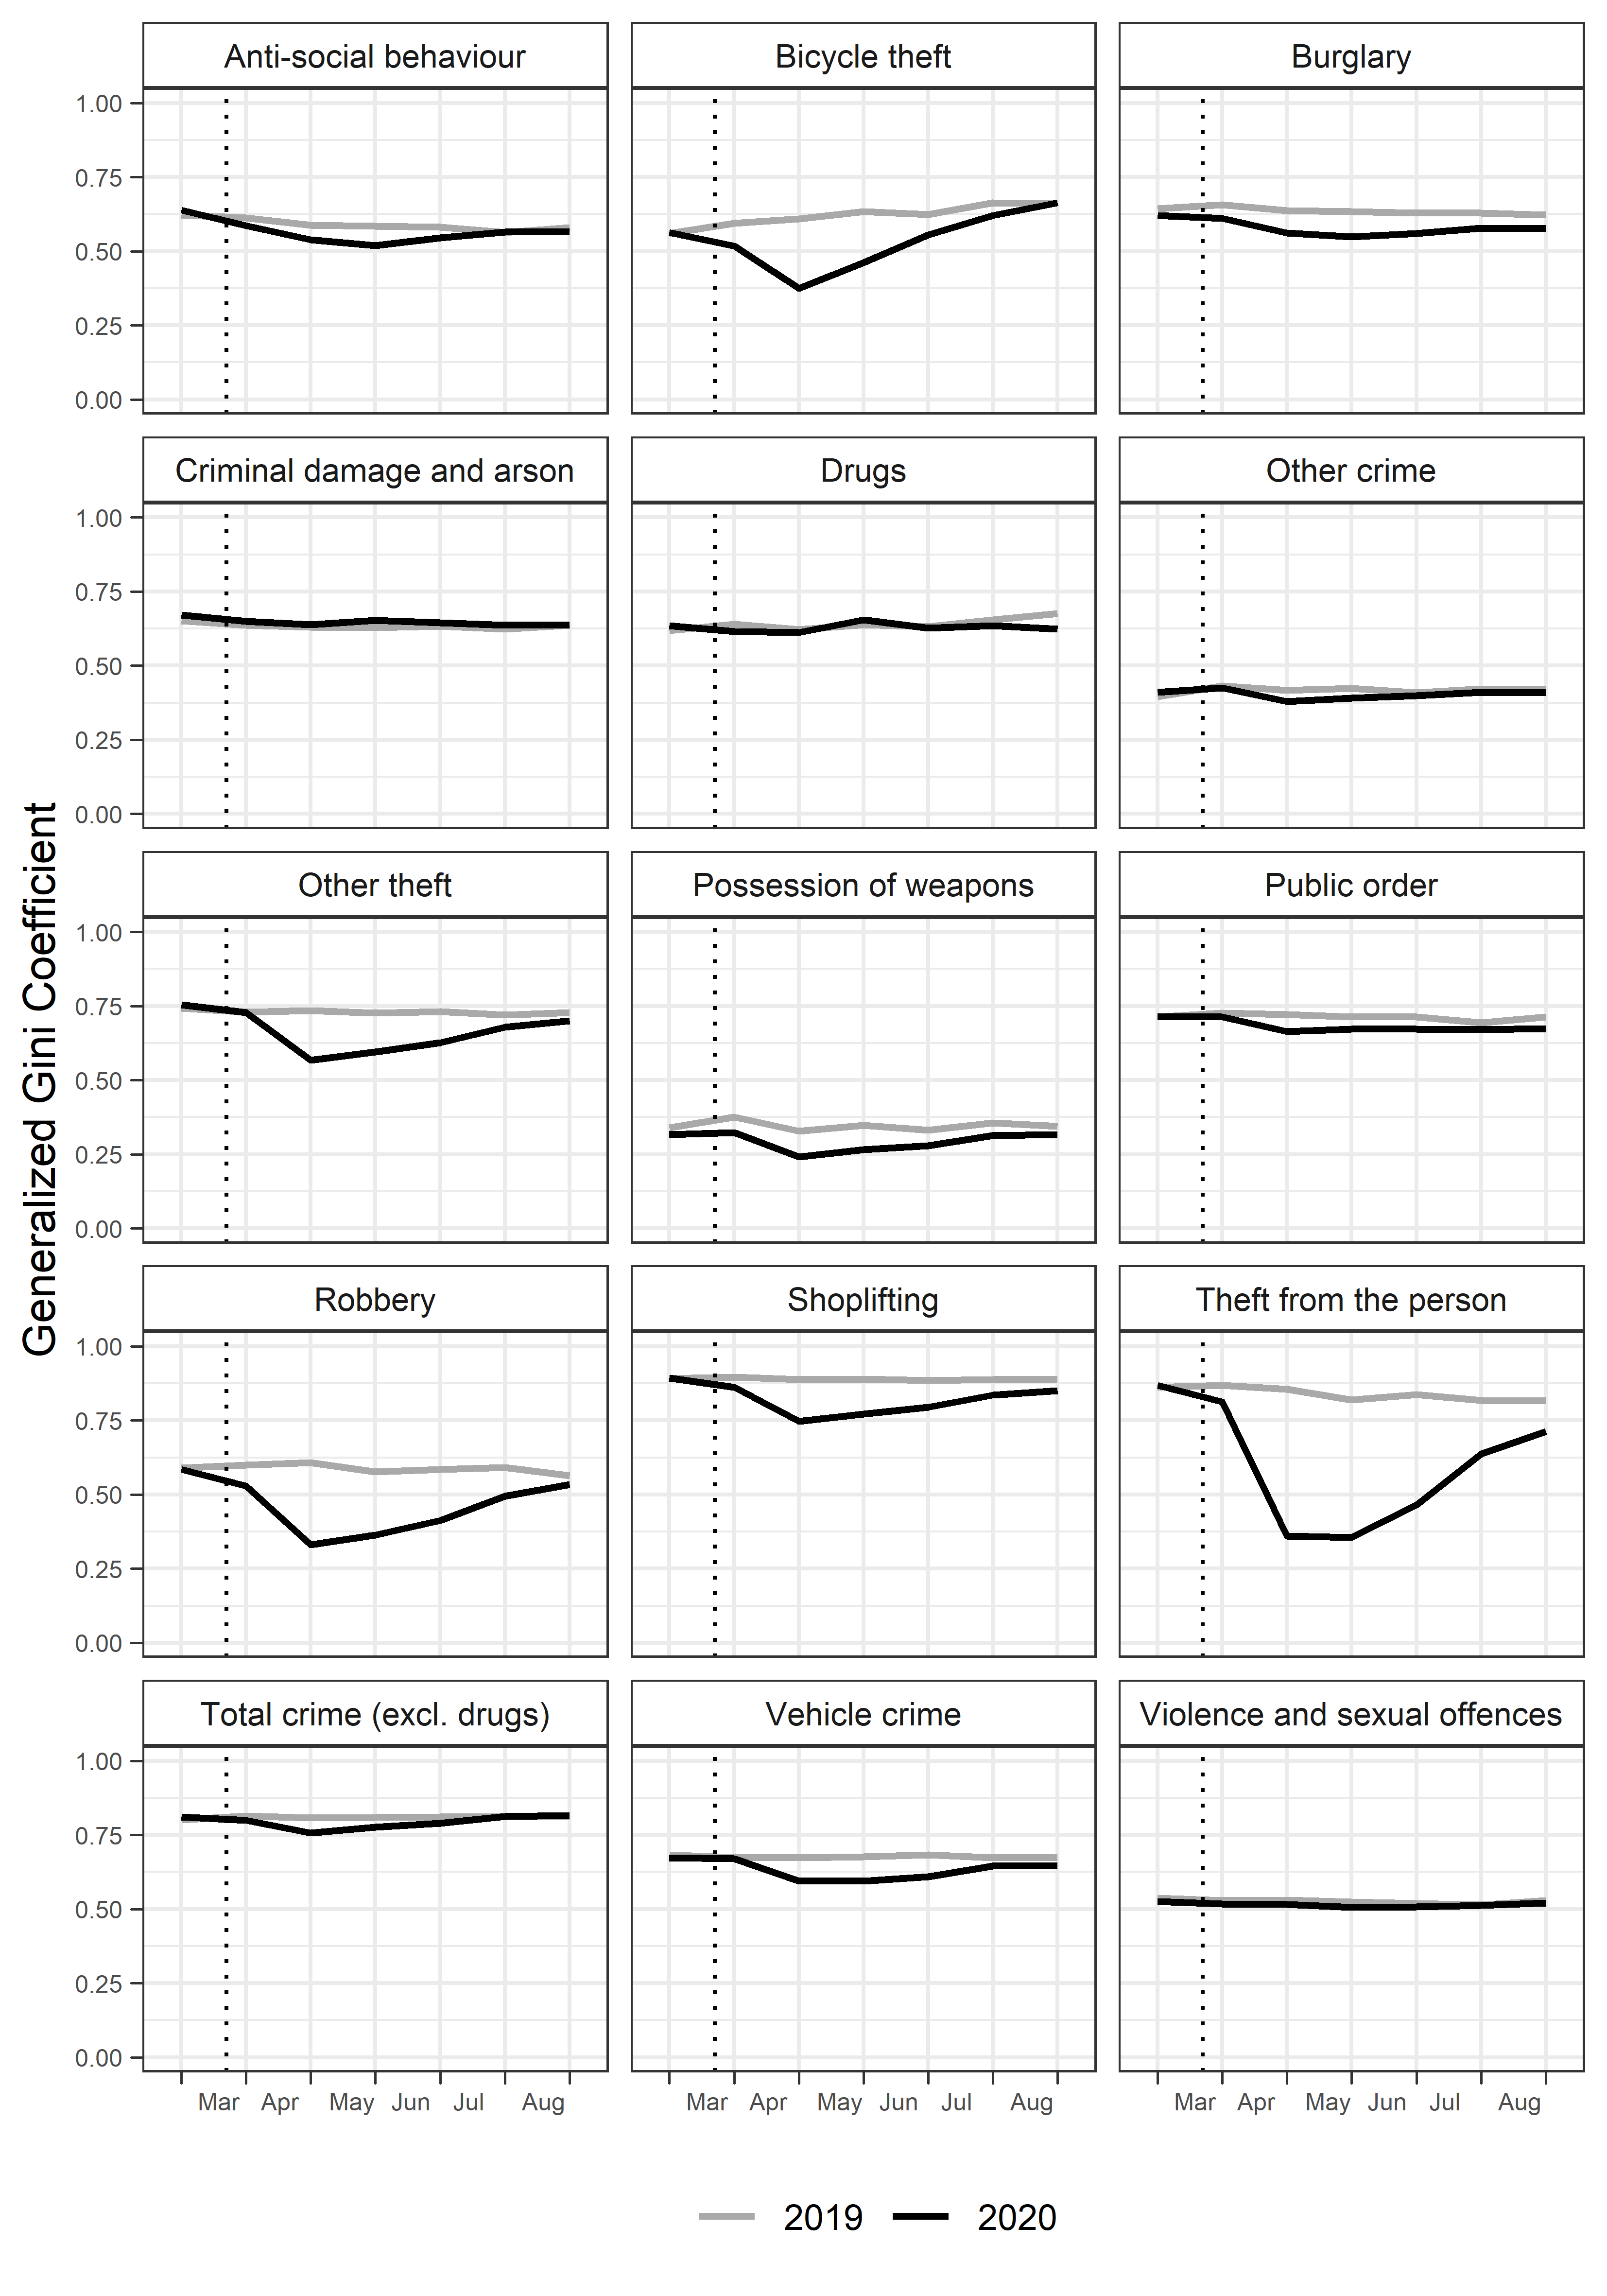 Anti-social behaviour
Bicycle theft
Burglary
1.00
0.75
0.50
0.25
0.00
Criminal damage and arson
Drugs
Other crime
1.00
0.75
0.50
0.25
0.00
Other theft
Possession of weapons
Public order
1.00
0.75
0.50
0.25
0.00
Generalized Gini Coefficient
Robbery
Shoplifting
Theft from the person
1.00
0.75
0.50
0.25
0.00
Total crime (excl. drugs)
Vehicle crime
Violence and sexual offences
1.00
0.75
0.50
0.25
0.00
Mar Apr May Jun Jul Aug
Mar Apr May Jun Jul Aug
Mar Apr May Jun Jul Aug
2019 2020